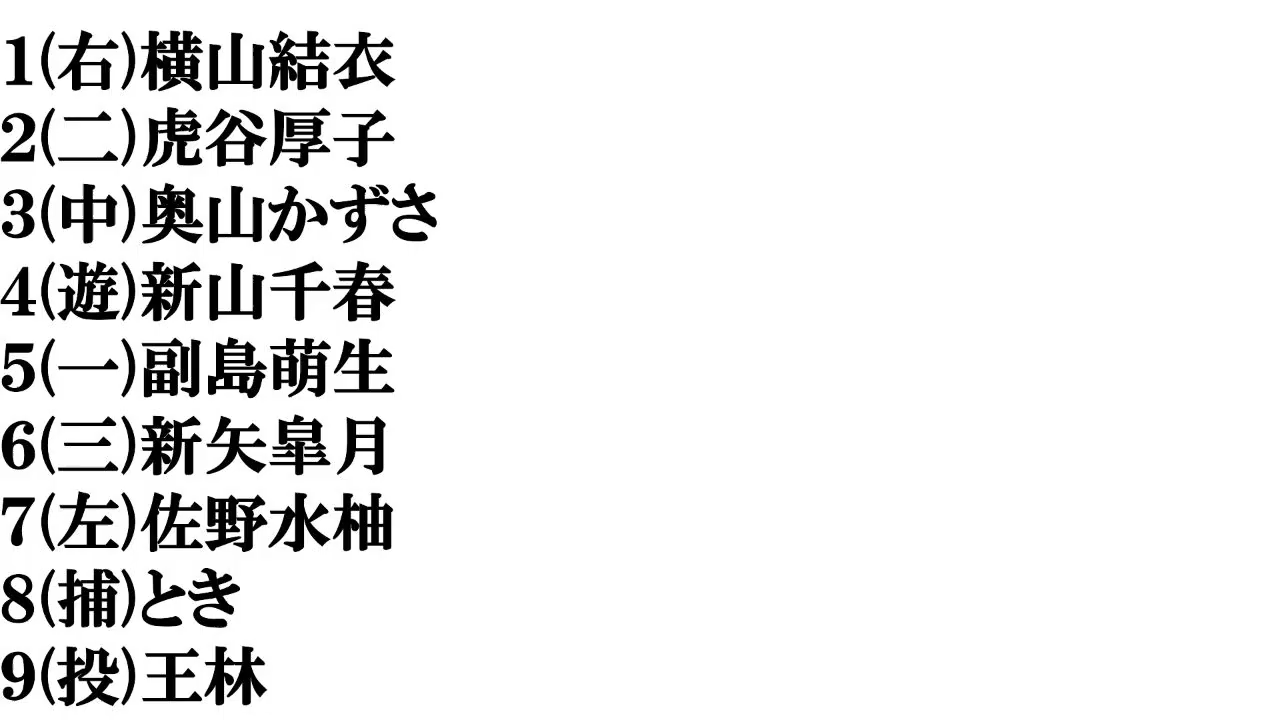 1(右)横山結衣
2(二)虎谷厚子
3(中)奥山かずさ
4(遊)新山千春
5(一)副島萌生
6(三)新矢皐月
7(左)佐野水柚
8(捕)とき
9(投)王林